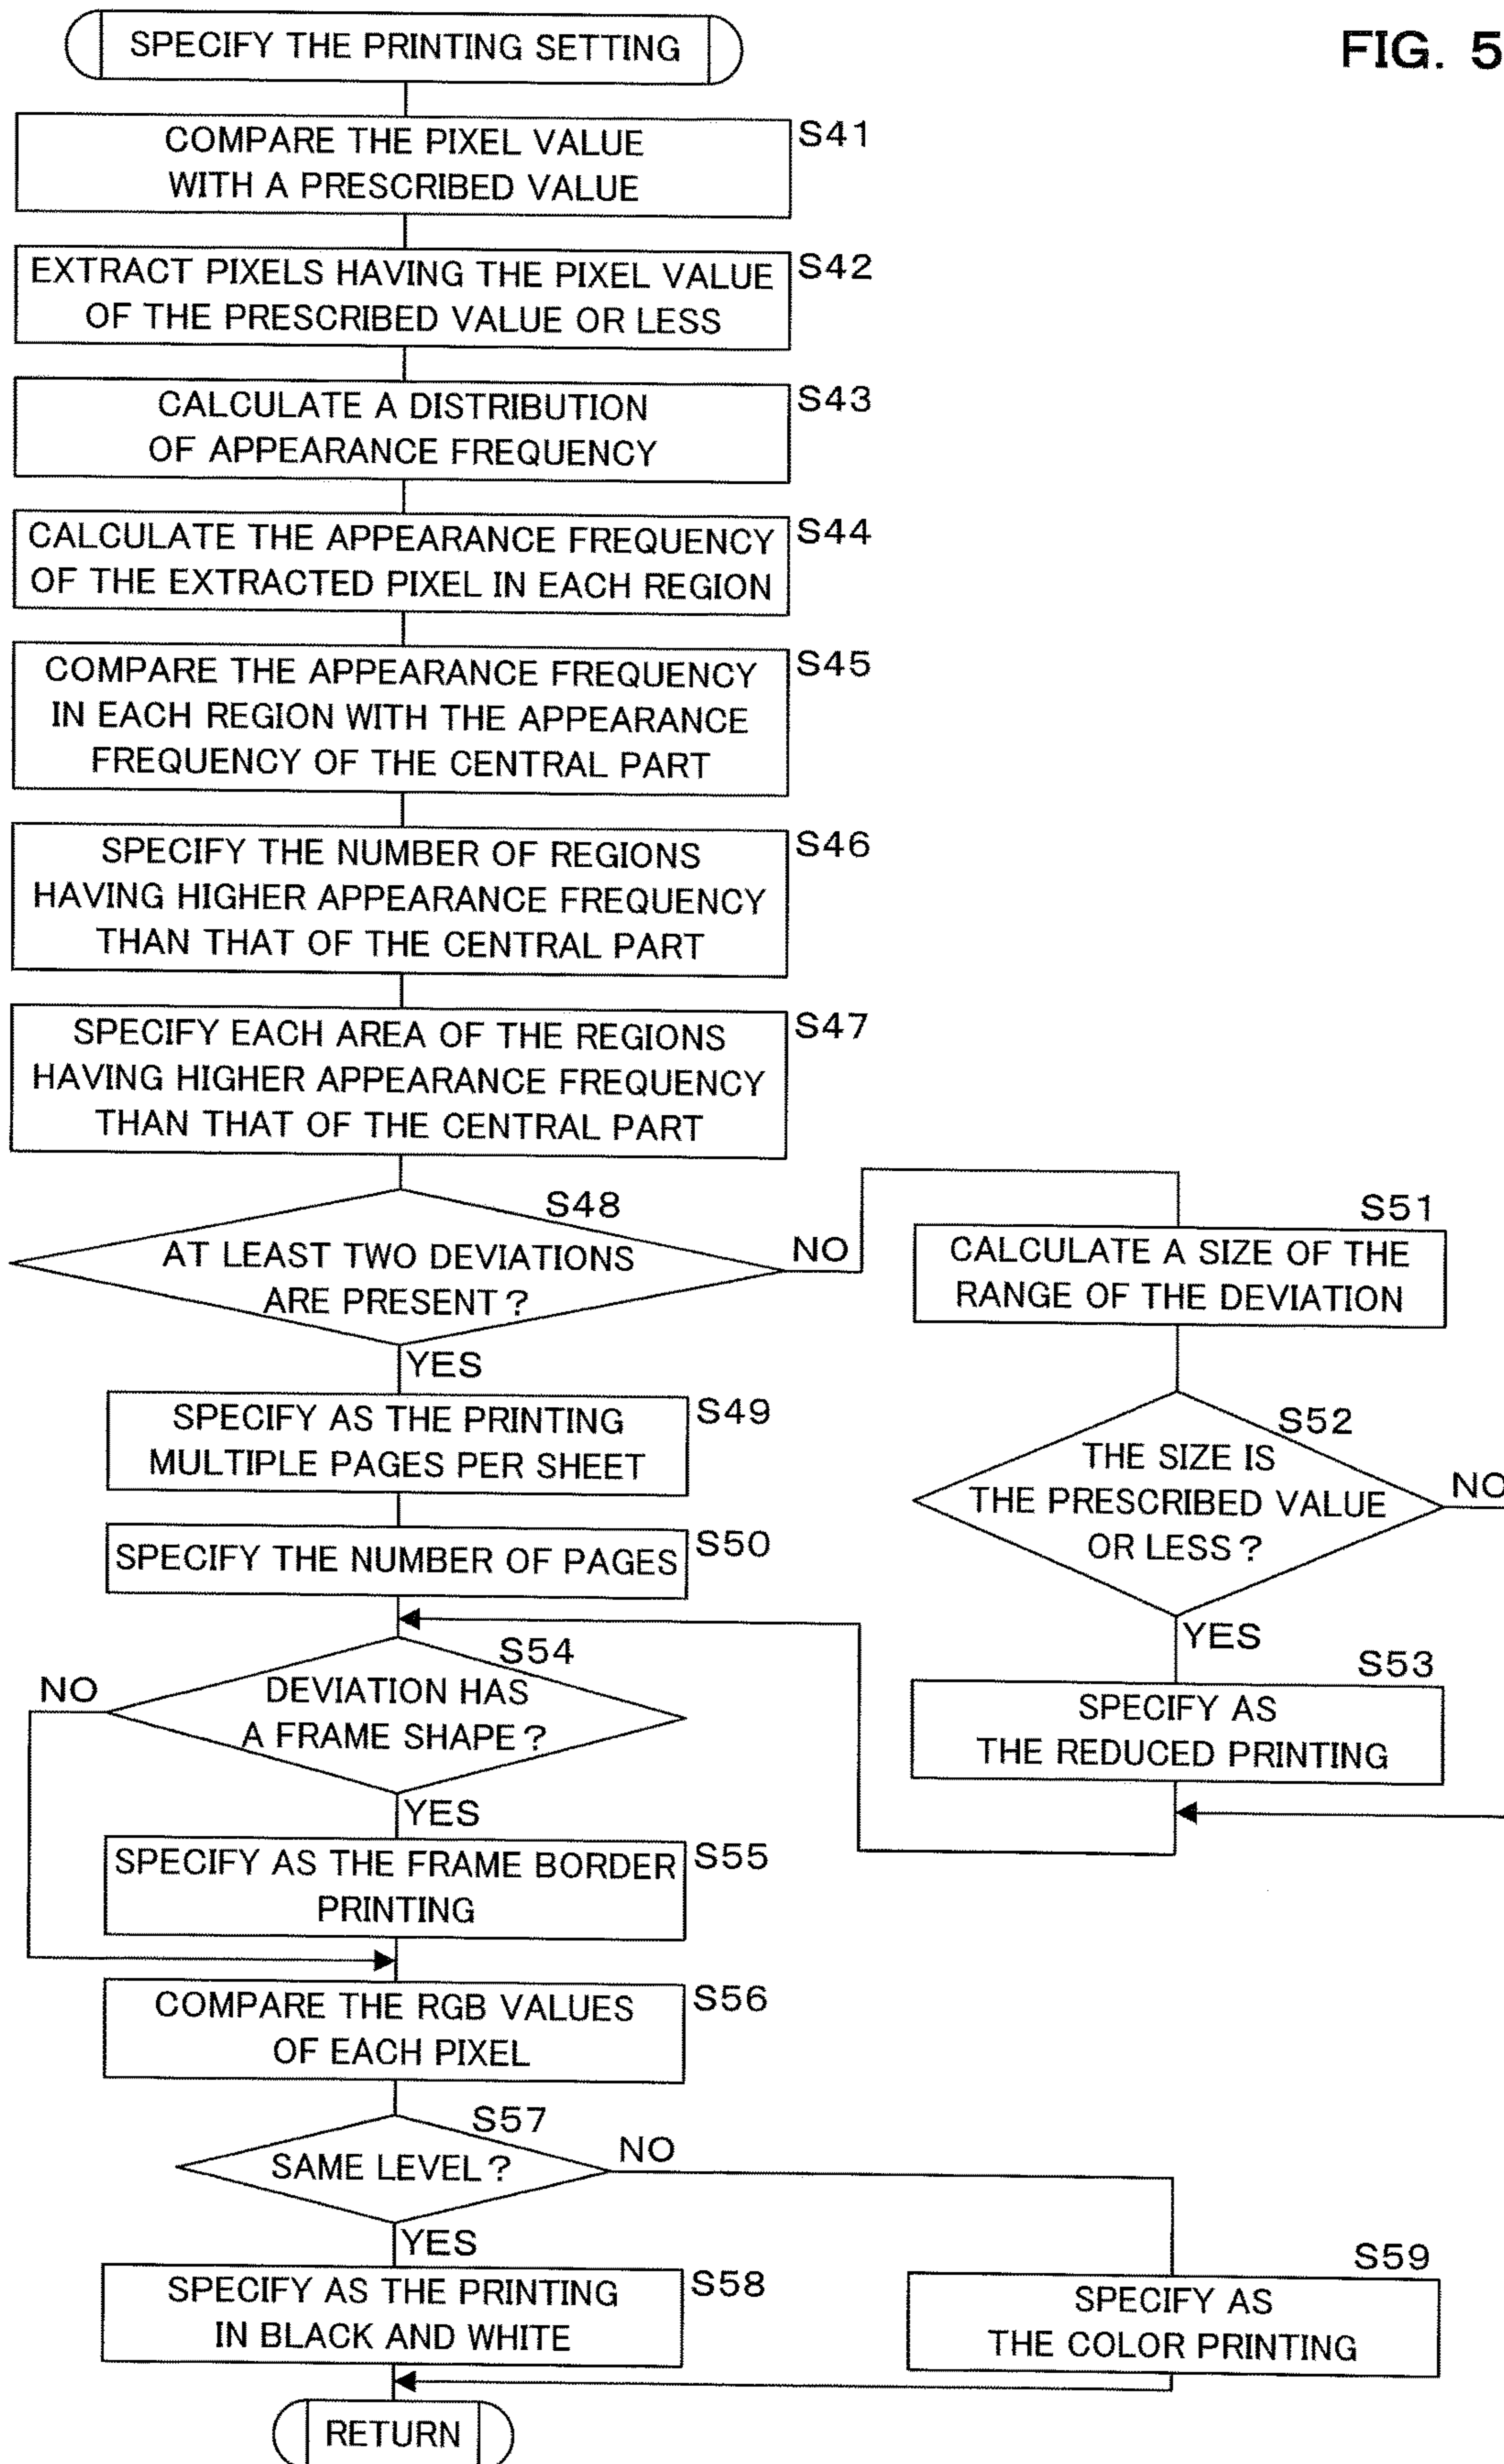 FIG. 5
SPECIFY THE PRINTING SETTING
S41
COMPARE THE PIXEL VALUE
WITH A PRESCRIBED VALUE
S42
EXTRACT PIXELS HAVING THE PIXEL VALUE
OF THE PRESCRIBED VALUE OR LESS
S43
CALCULATE A DISTRIBUTION
OF APPEARANCE FREQUENCY
S44
CALCULATE THE APPEARANCE FREQUENCY
OF THE EXTRACTED PIXEL IN EACH REGION
S45
COMPARE THE APPEARANCE FREQUENCY
IN EACH REGION WITH THE APPEARANCE
FREQUENCY OF THE CENTRAL PART
S46
SPECIFY THE NUMBER OF REGIONS
HAVING HIGHER APPEARANCE FREQUENCY
THAN THAT OF THE CENTRAL PART
S47
SPECIFY EACH AREA OF THE REGIONS
HAVING HIGHER APPEARANCE FREQUENCY
THAN THAT OF THE CENTRAL PART
S48
AT LEAST TWO DEVIATIONS
ARE PRESENT?
NO
YES
S49
SPECIFY AS THE PRINTING
MULTIPLE PAGES PER SHEET
S50
SPECIFY THE NUMBER OF PAGES
S51
CALCULATE A SIZE OF THE
RANGE OF THE DEVIATION
S52
THE SIZE IS
THE PRESCRIBED VALUE
OR LESS?
NO
YES
S53
SPECIFY AS
THE REDUCED PRINTING
S54
DEVIATION HAS
A FRAME SHAPE?
NO
YES
S55
SPECIFY AS THE FRAME BORDER
PRINTING
S56
COMPARE THE RGB VALUES
OF EACH PIXEL
S57
SAME LEVEL?
NO
YES
S58
SPECIFY AS THE PRINTING
IN BLACK AND WHITE
S59
SPECIFY AS
THE COLOR PRINTING
RETURN